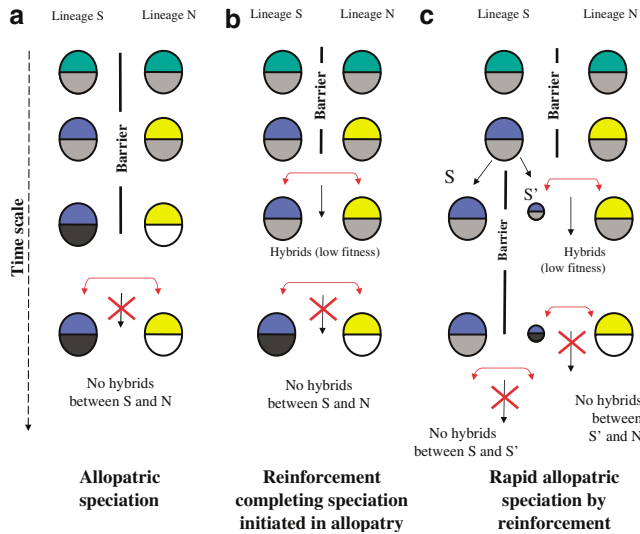 a
Lineage S
Lineage N
Barrier
Time scale
No hybrids
between S and N
Allopatric
speciation
b
Lineage S
Lineage N
Barrier
Hybrids (low fitness)
No hybrids
between S and N
Reinforcement
completing speciation
initiated in allopatry
c
Lineage S
Lineage N
Barrier
S
S'
Barrier
Hybrids
(low fitness)
No hybrids
between S and S'
No hybrids
between
S' and N
Rapid allopatric
speciation by
reinforcement